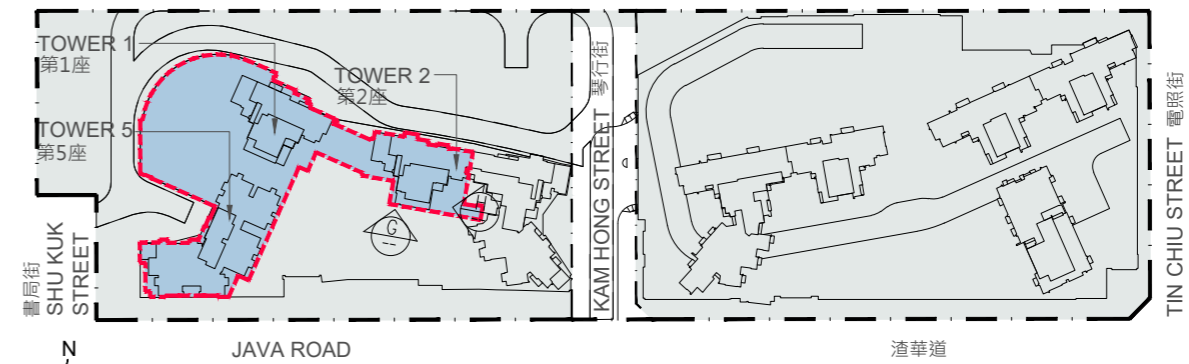 TOWER 1
第1座
TOWER 2
第2座
TOWER 5
第5座
書局街
SHU KUK
STREET
KAM HONG STREET 琴行街
TIN CHIU STREET 電照街
G
N
JAVA ROAD
渣華道